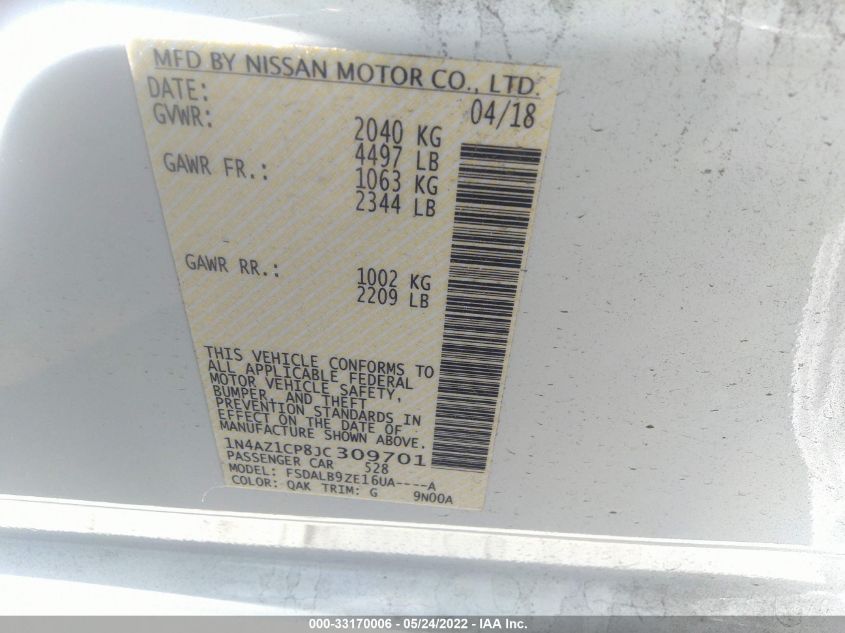 MFD BY NISSAN MOTOR CO., LTD.
DATE: 04/18
GVWR: 2040 KG
4497 LB
GAWR FR.: 1063 KG
2344 LB
GAWR RR.: 1002 KG
2209 LB
THIS VEHICLE CONFORMS TO
ALL APPLICABLE FEDERAL
MOTOR VEHICLE SAFETY,
BUMPER, AND THEFT
PREVENTION STANDARDS IN
EFFECT ON THE DATE OF
MANUFACTURE SHOWN ABOVE.
1N4AZ1CP8JC309701
PASSENGER CAR 528
MODEL: FSDALB9ZE16UA----A
COLOR: QAK TRIM: G 9N00A
000-33170006 - 05/24/2022 - IAA Inc.